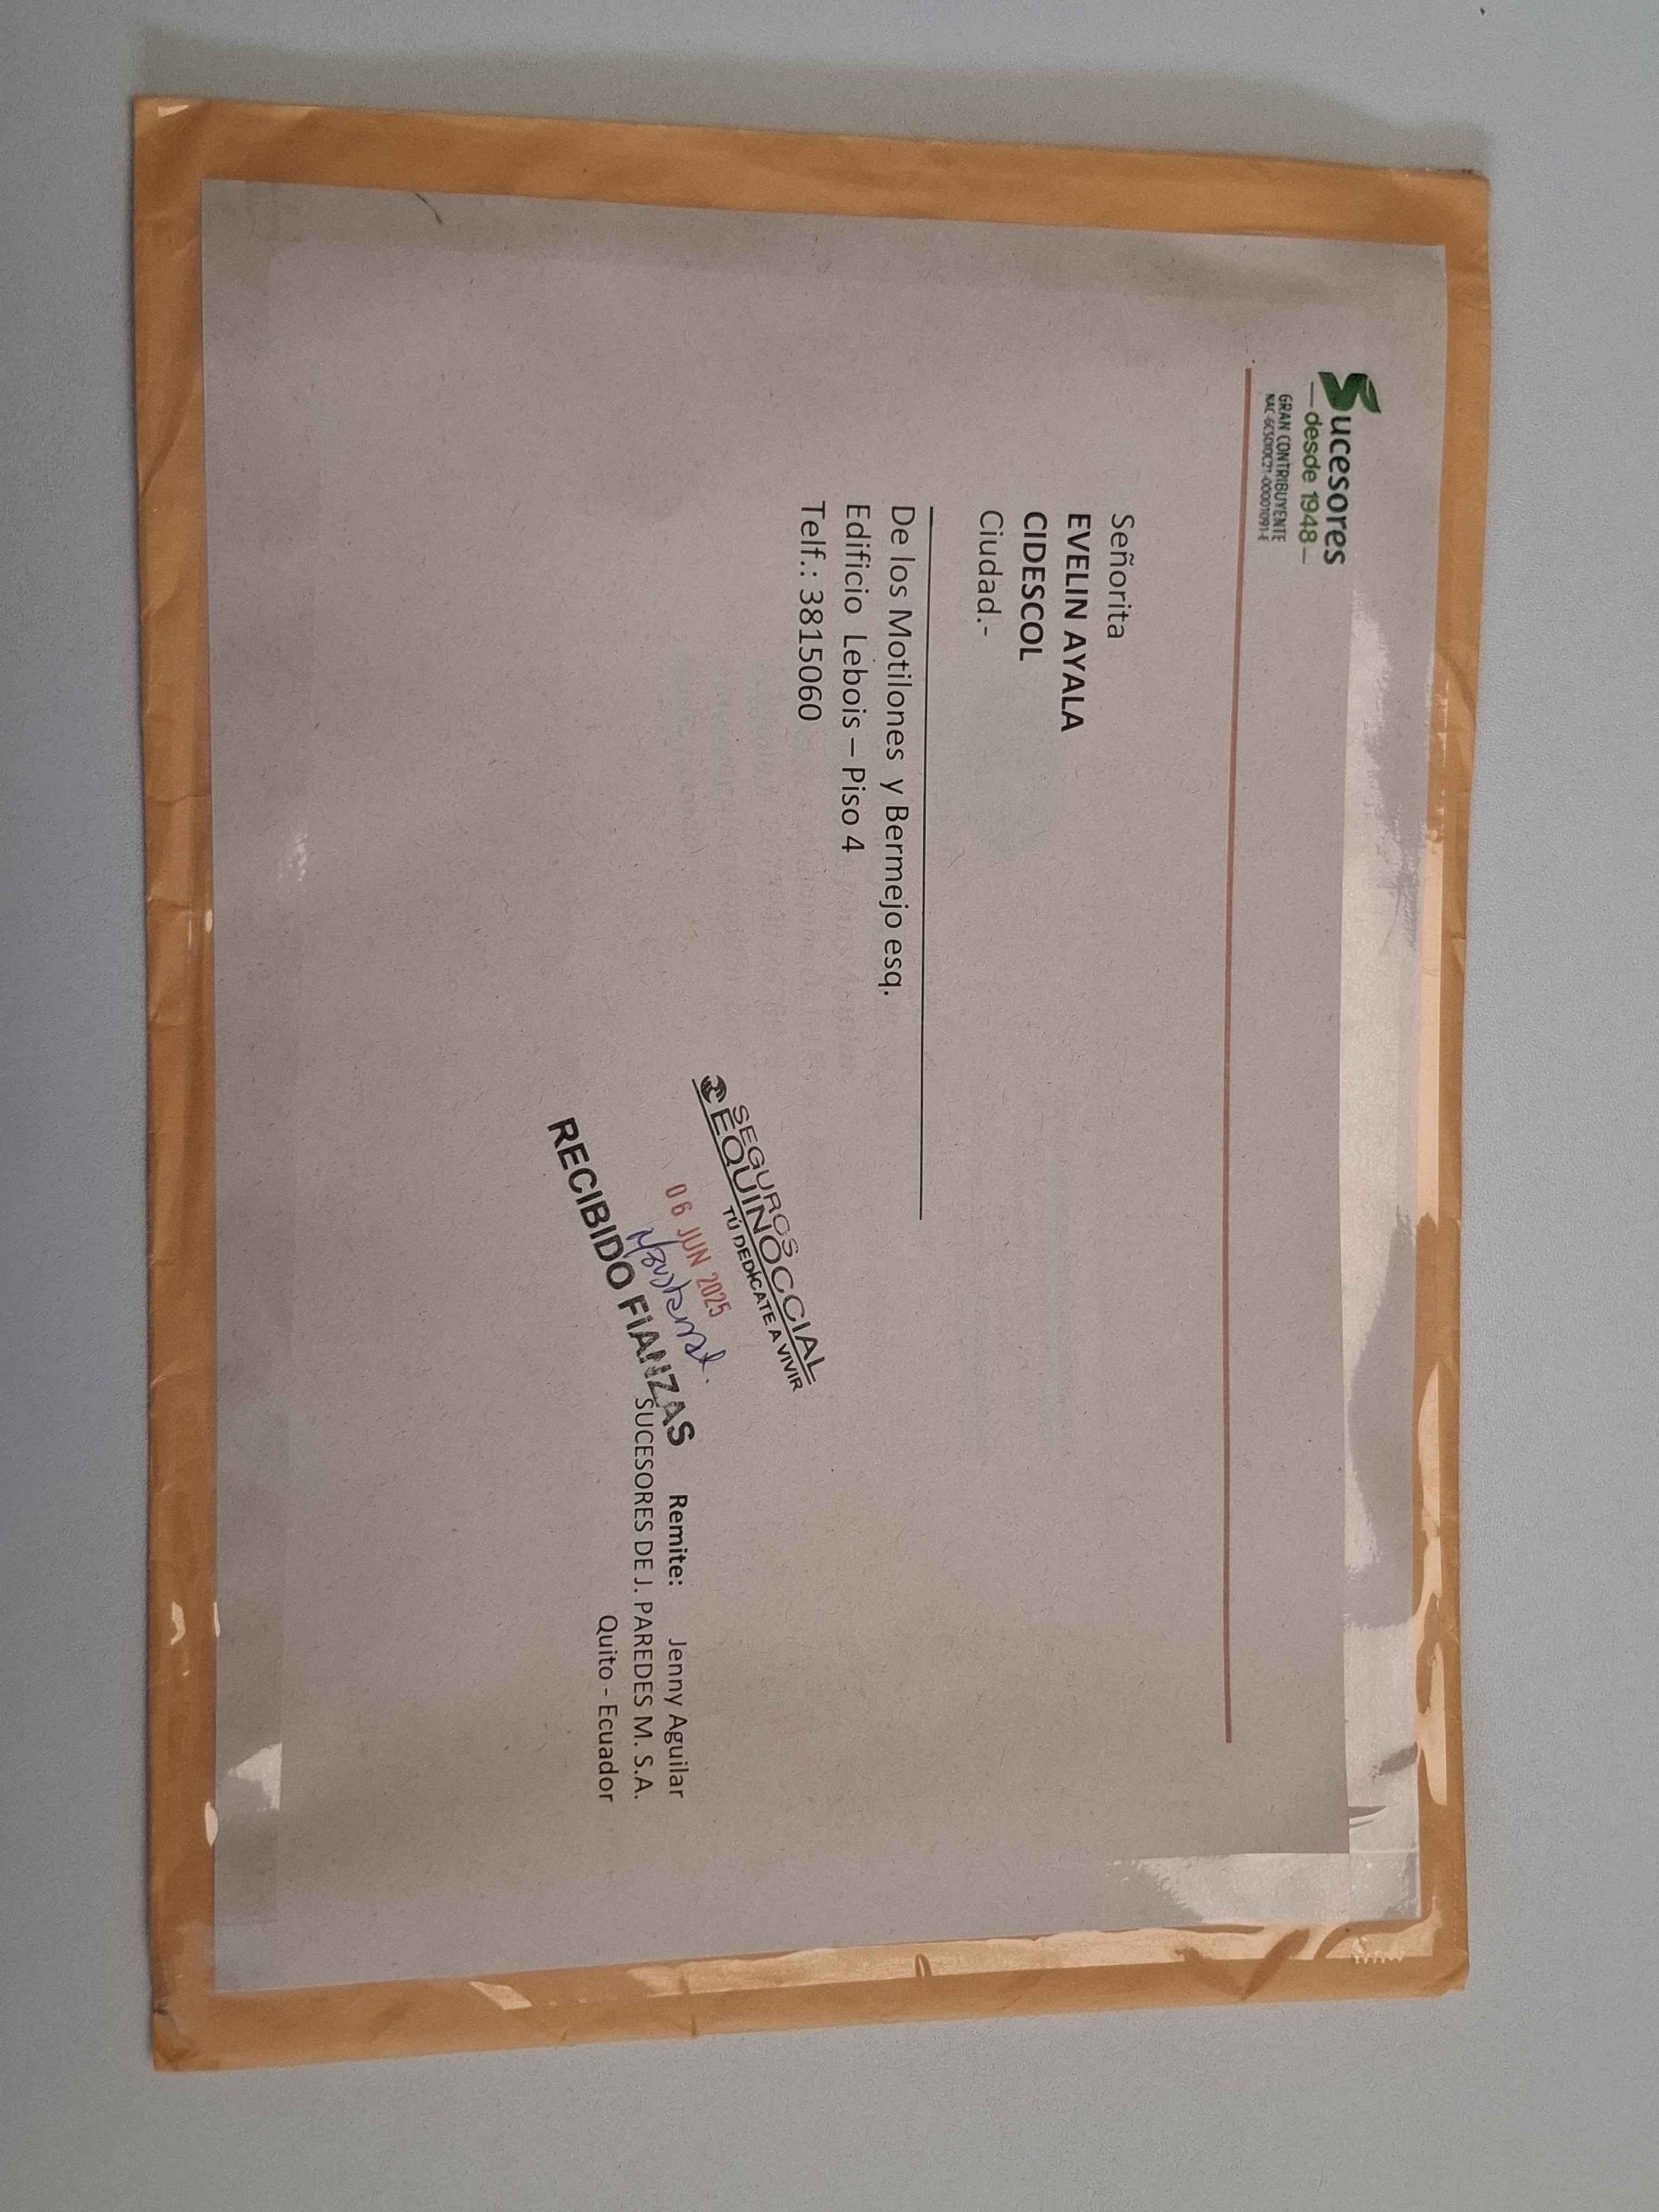 Sucesores
desde 1948
GRAN CONTRIBUYENTE
Señorita
EVELIN AYALA
CIDESCOL
Ciudad.-
De los Motilones y Bermejo esq.
Edificio Lebois – Piso 4
Telf.: 3815060
SEGUROS
EQUINOCCIAL
TÚ DEDÍCATE A VIVIR
06 JUN 2025
RECIBIDO FIANZAS
Remite: Jenny Aguilar
SUCESORES DE J. PAREDES M. S.A.
Quito - Ecuador